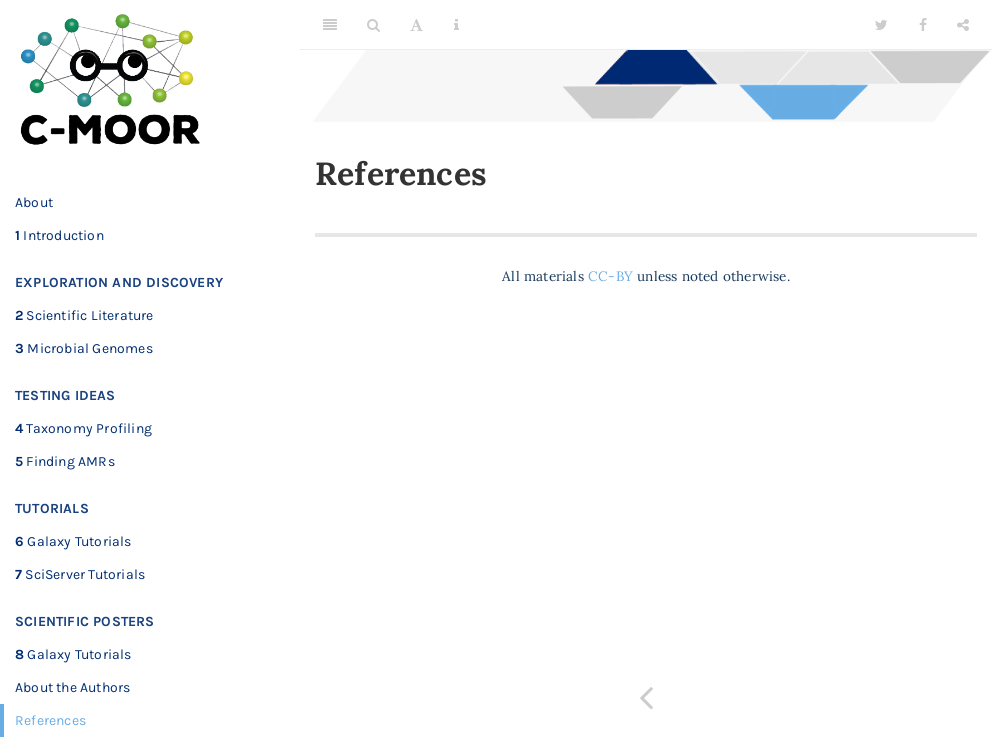 C-MOOR
About
1 Introduction
EXPLORATION AND DISCOVERY
2 Scientific Literature
3 Microbial Genomes
TESTING IDEAS
4 Taxonomy Profiling
5 Finding AMRs
TUTORIALS
6 Galaxy Tutorials
7 SciServer Tutorials
SCIENTIFIC POSTERS
8 Galaxy Tutorials
About the Authors
References
A
References
All materials CC-BY unless noted otherwise.